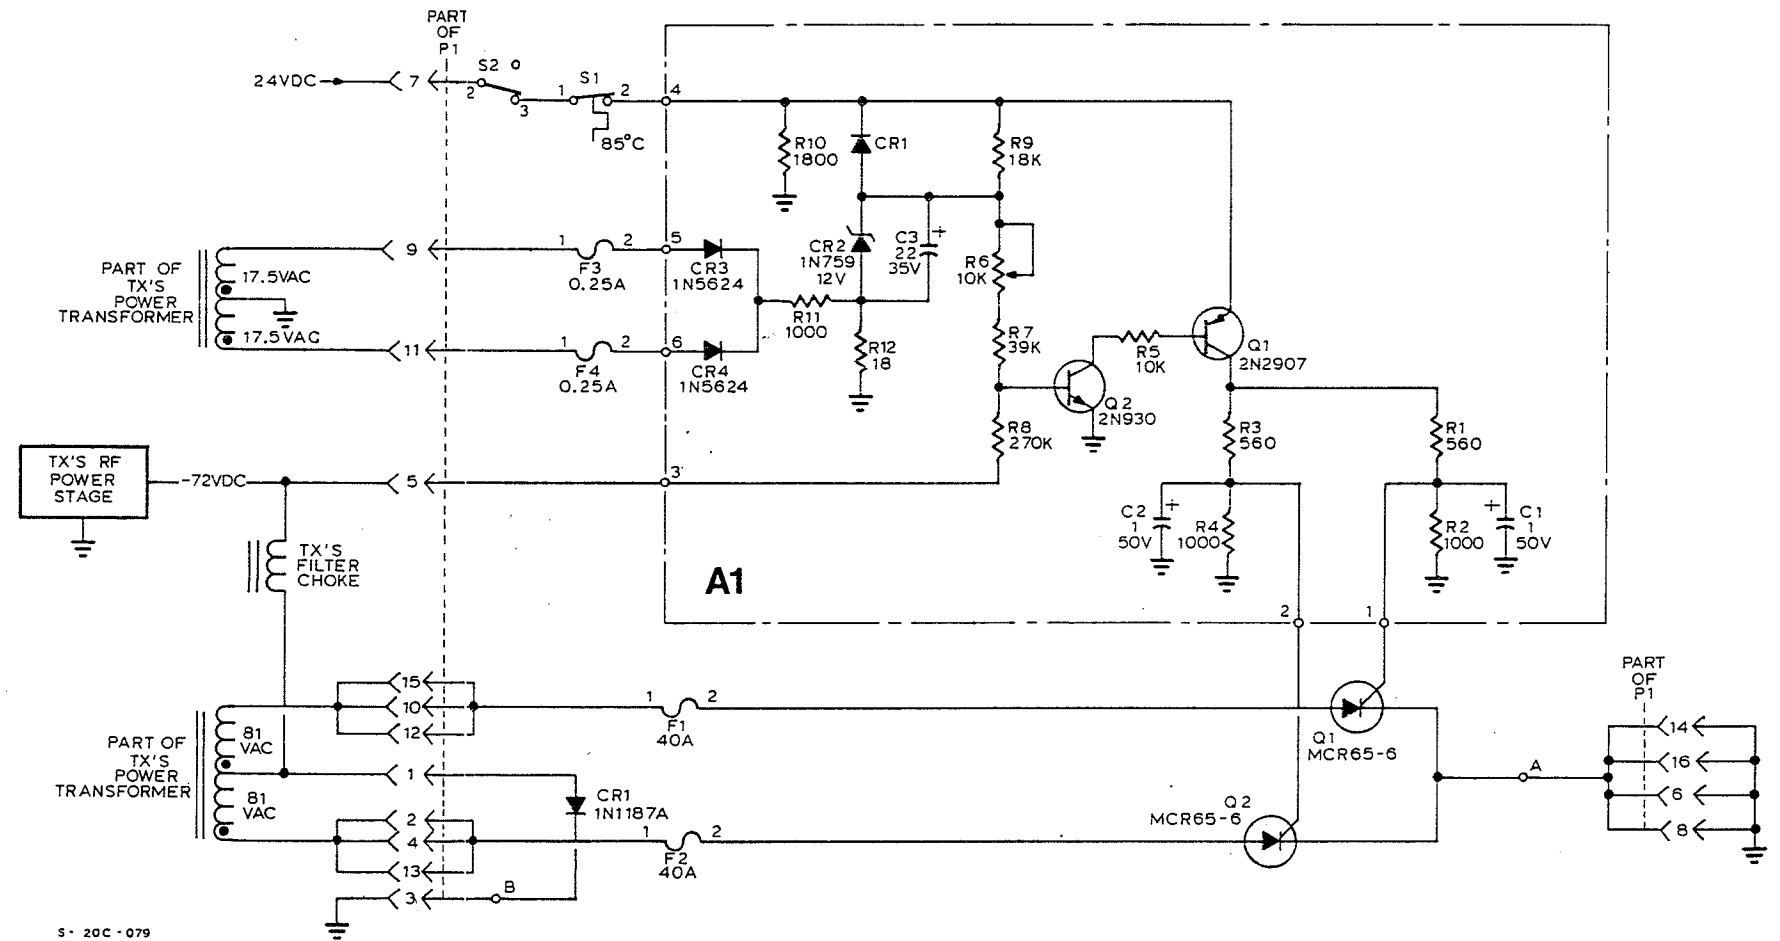 PART
OF
P1
24VDC
7
S2
2
3
S1
1
2
85°C
4
R10
1800
CR1
R9
18K
PART OF
TX'S
POWER
TRANSFORMER
17.5VAC
17.5VAC
9
11
1
2
F3
0.25A
1
2
F4
0.25A
5
CR3
1N5624
6
CR4
1N5624
R11
1000
CR2
1N759
12V
C3
22
35V
+
R12
18
R6
10K
R7
39K
R8
270K
Q2
2N930
R5
10K
Q1
2N2907
R3
560
R1
560
TX'S RF
POWER
STAGE
-72VDC
5
3
TX'S
FILTER
CHOKE
A1
C2
1
50V
+
R4
1000
R2
1000
+
C1
1
50V
2
1
PART OF
TX'S
POWER
TRANSFORMER
81
VAC
81
VAC
15
10
12
1
2
4
13
3
B
CR1
1N1187A
1
2
F1
40A
1
2
F2
40A
Q1
MCR65-6
Q2
MCR65-6
A
PART
OF
P1
14
16
6
8
S- 20C -079